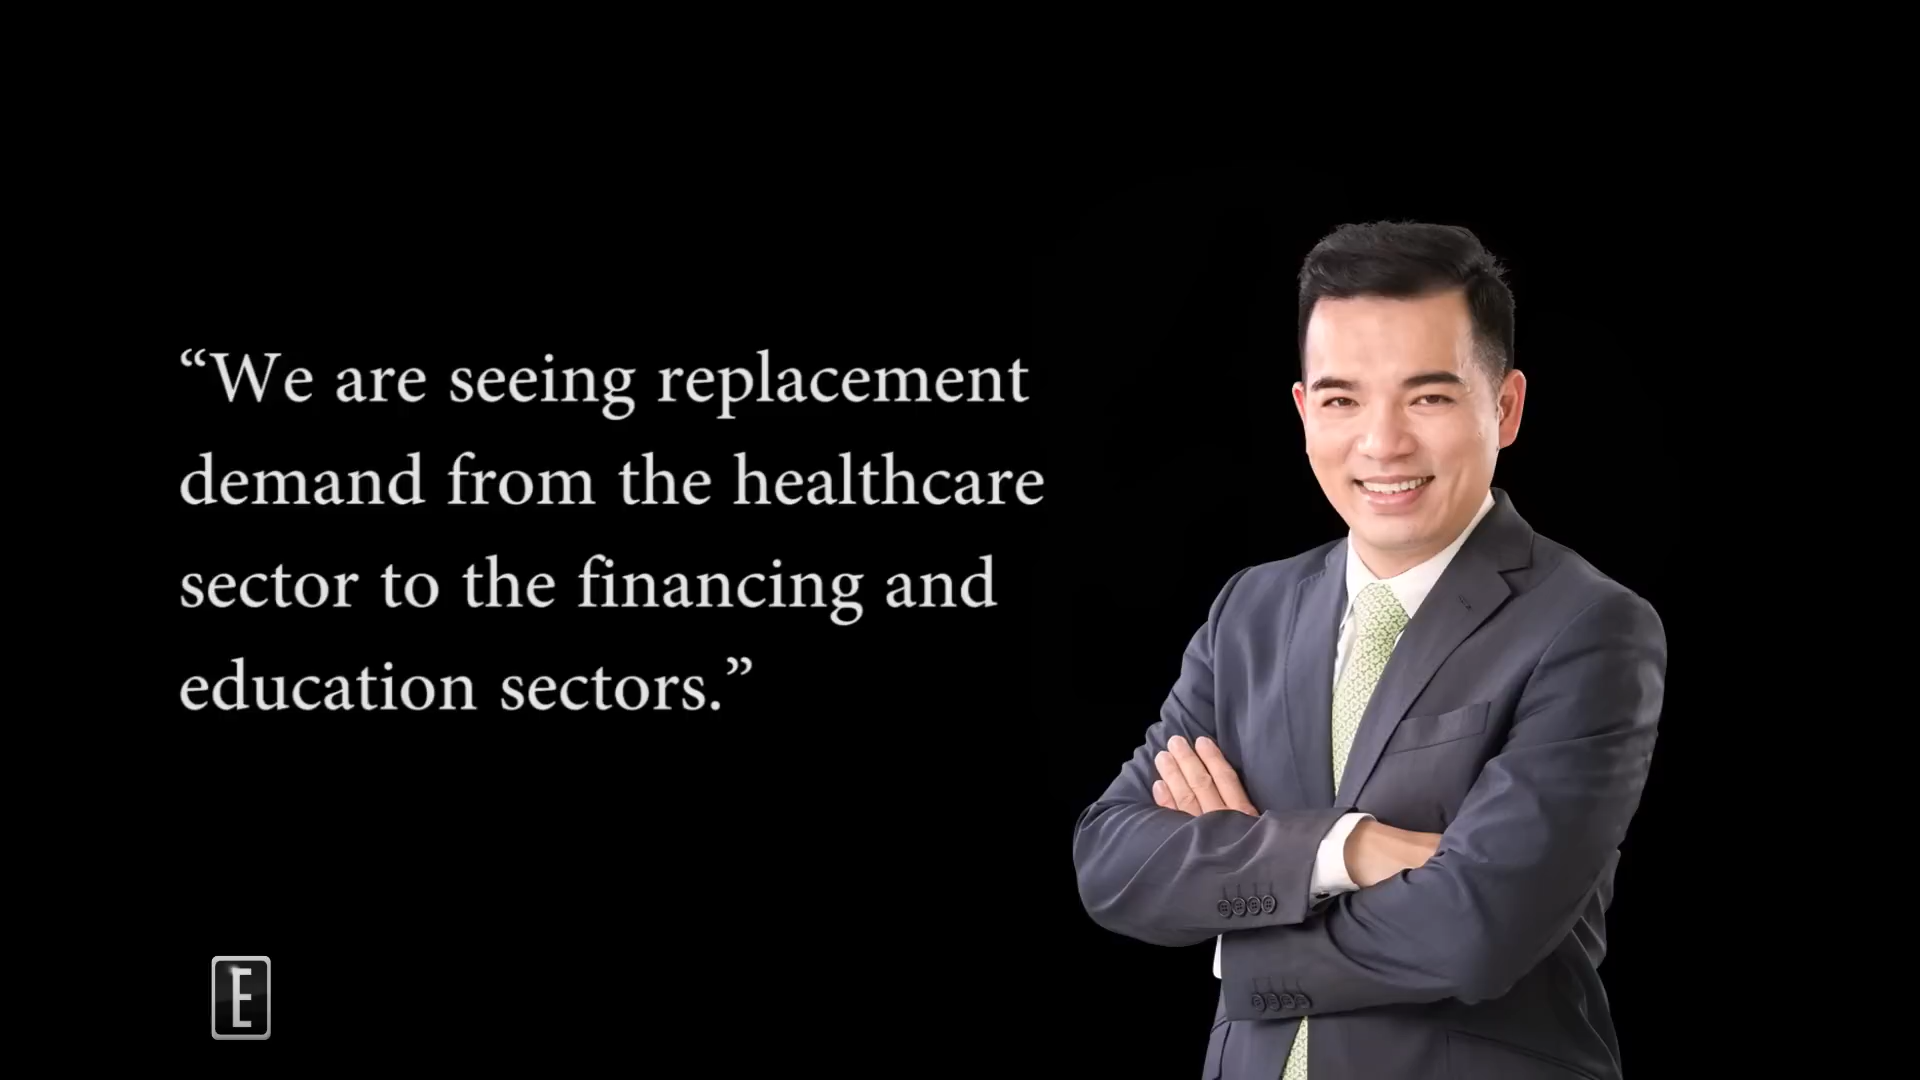 “We are seeing replacement
demand from the healthcare
sector to the financing and
education sectors.”
E